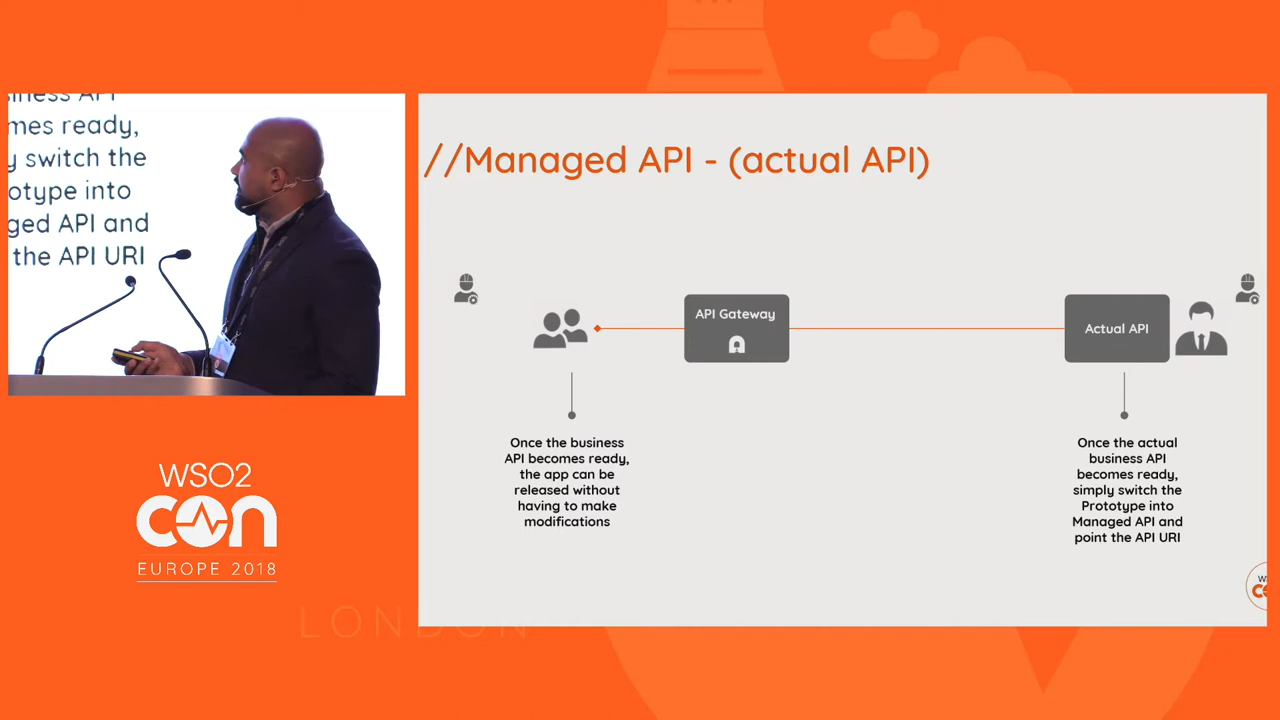 siness API
mes ready,
y switch the
ototype into
ged API and
the API URI
WSO2
con
EUROPE 2018
LONDON
//Managed API - (actual API)
API Gateway
Actual API
Once the business
API becomes ready,
the app can be
released without
having to make
modifications
Once the actual
business API
becomes ready,
simply switch the
Prototype into
Managed API and
point the API URI